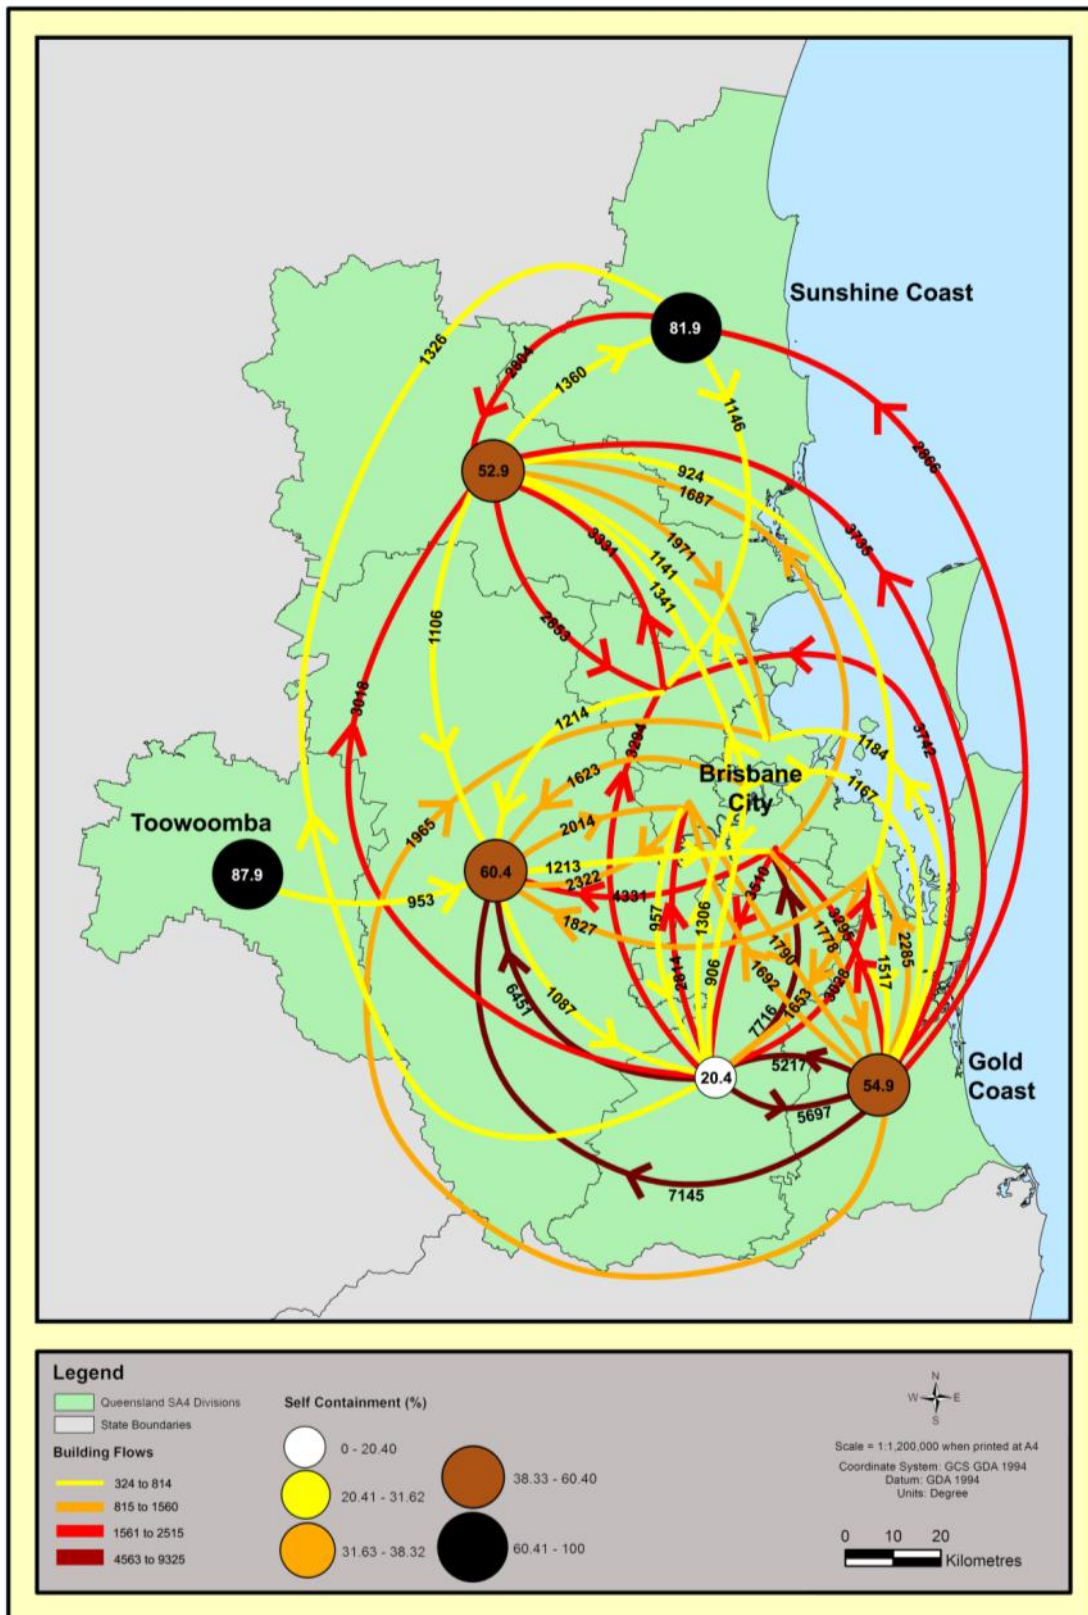 Sunshine Coast
81.9
1326
2804
1360
1146
52.9
924
1687
2866
3735
1971
3331
1141
1341
1106
2653
3018
1214
3742
1184
3294
1623
Brisbane
City
1167
Toowoomba
1965
2014
87.9
60.4
1213
2322
953
4331
3510
957
1306
1827
3295
1778
2285
1790
1517
2814
906
1692
3028
1653
6451
1087
7716
5217
20.4
54.9
Gold
Coast
5697
7145
Legend
Queensland SA4 Divisions
State Boundaries
Building Flows
324 to 814
815 to 1560
1561 to 2515
4563 to 9325
Self Containment (%)
0 - 20.40
20.41 - 31.62
31.63 - 38.32
38.33 - 60.40
60.41 - 100
N
W E
S
Scale = 1:1,200,000 when printed at A4
Coordinate System: GCS GDA 1994
Datum: GDA 1994
Units: Degree
0 10 20
Kilometres